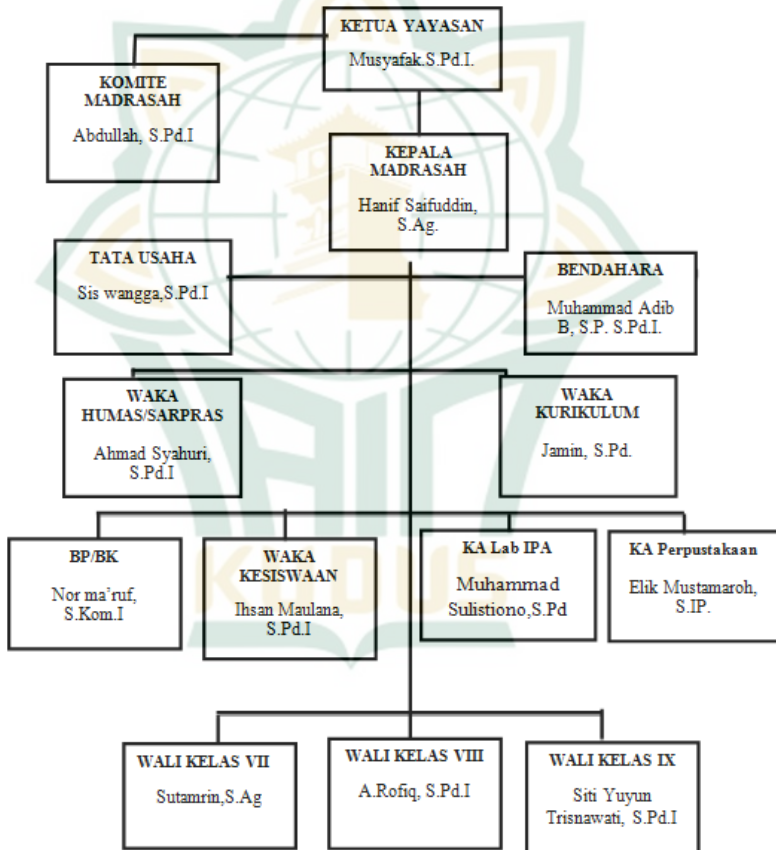 KETUA YAYASAN
Musyafak.S.Pd.I.
KOMITE
MADRASAH
Abdullah, S.Pd.I
KEPALA
MADRASAH
Hanif Saifuddin,
S.Ag.
TATA USAHA
Sis wangga,S.Pd.I
BENDAHARA
Muhammad Adib
B, S.P. S.Pd.I.
WAKA
HUMAS/SARPRAS
Ahmad Syahuri,
S.Pd.I
WAKA
KURIKULUM
Jamin, S.Pd.
BP/BK
Nor ma’ruf,
S.Kom.I
WAKA
KESISWAAN
Ihsan Maulana,
S.Pd.I
KA Lab IPA
Muhammad
Sulistiono,S.Pd
KA Perpustakaan
Elik Mustamaroh,
S.IP.
WALI KELAS VII
Sutamrin,S.Ag
WALI KELAS VIII
A.Rofiq, S.Pd.I
WALI KELAS IX
Siti Yuyun
Trisnawati, S.Pd.I
KUDUS